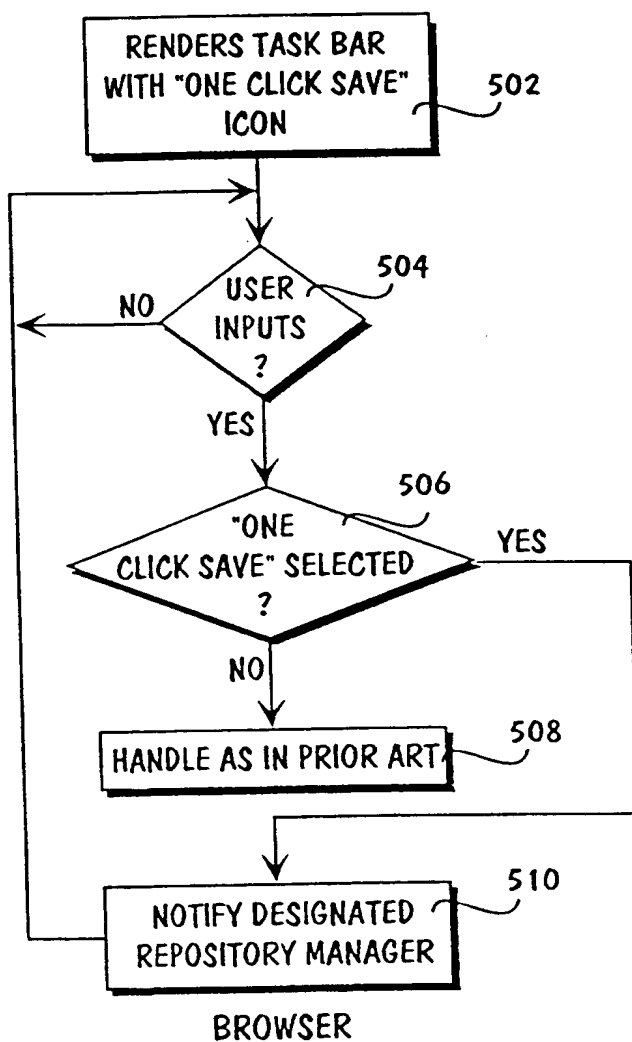 RENDERS TASK BAR
WITH "ONE CLICK SAVE"
ICON
502
504
USER
INPUTS
?
NO
YES
506
"ONE
CLICK SAVE" SELECTED
?
YES
NO
508
HANDLE AS IN PRIOR ART
510
NOTIFY DESIGNATED
REPOSITORY MANAGER
BROWSER